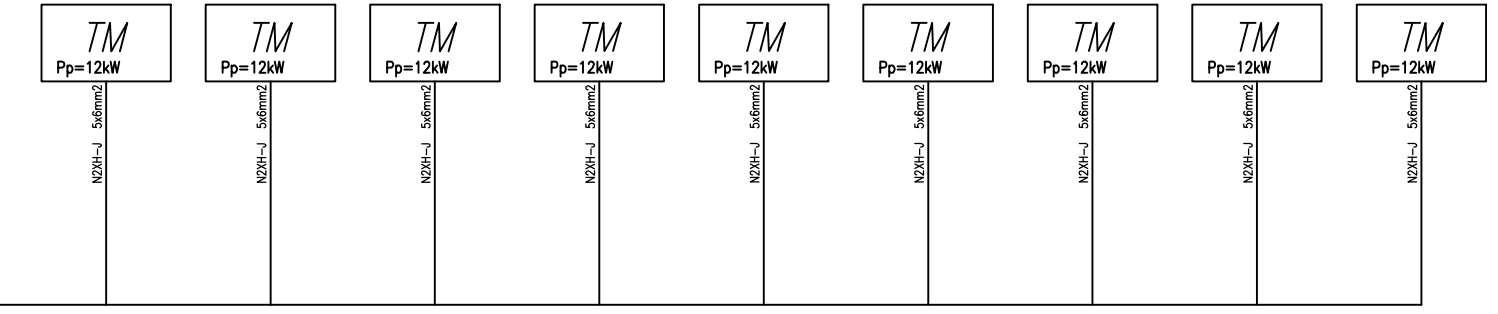 TM TM TM TM TM TM TM TM TM
Pp=12kW Pp=12kW Pp=12kW Pp=12kW Pp=12kW Pp=12kW Pp=12kW Pp=12kW Pp=12kW
N2XH-J 5x6mm2
N2XH-J 5x6mm2
N2XH-J 5x6mm2
N2XH-J 5x6mm2
N2XH-J 5x6mm2
N2XH-J 5x6mm2
N2XH-J 5x6mm2
N2XH-J 5x6mm2
N2XH-J 5x6mm2